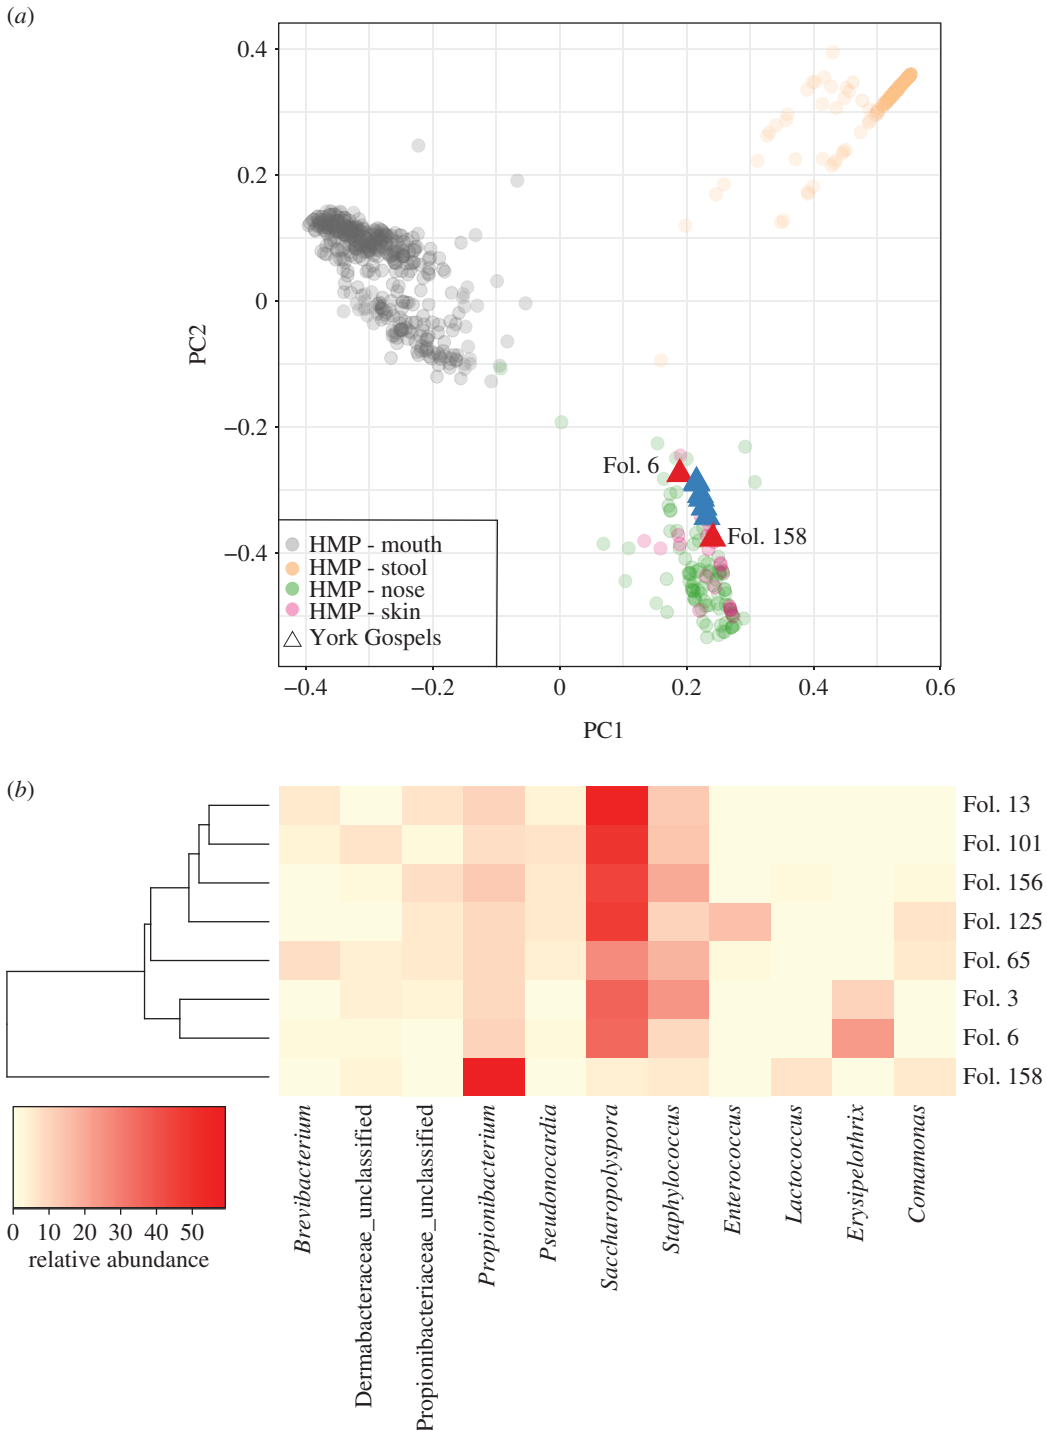 (a)
0.4
0.2
0
−0.2
−0.4
PC2
Fol. 6
Fol. 158
HMP - mouth
HMP - stool
HMP - nose
HMP - skin
York Gospels
−0.4 −0.2 0 0.2 0.4 0.6
PC1
(b)
Fol. 13
Fol. 101
Fol. 156
Fol. 125
Fol. 65
Fol. 3
Fol. 6
Fol. 158
0 10 20 30 40 50
relative abundance
Brevibacterium
Dermabacteraceae_unclassified
Propionibacteriaceae_unclassified
Propionibacterium
Pseudonocardia
Saccharopolyspora
Staphylococcus
Enterococcus
Lactococcus
Erysipelothrix
Comamonas